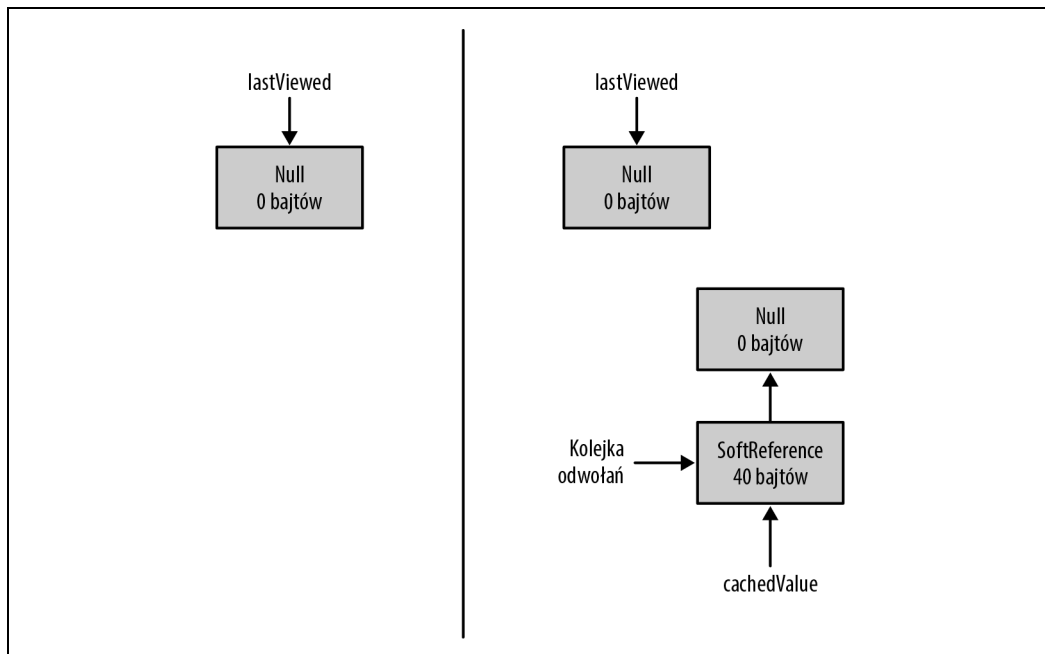 lastViewed
Null
0 bajtów
lastViewed
Null
0 bajtów
Null
0 bajtów
Kolejka
odwołań
SoftReference
40 bajtów
cachedValue